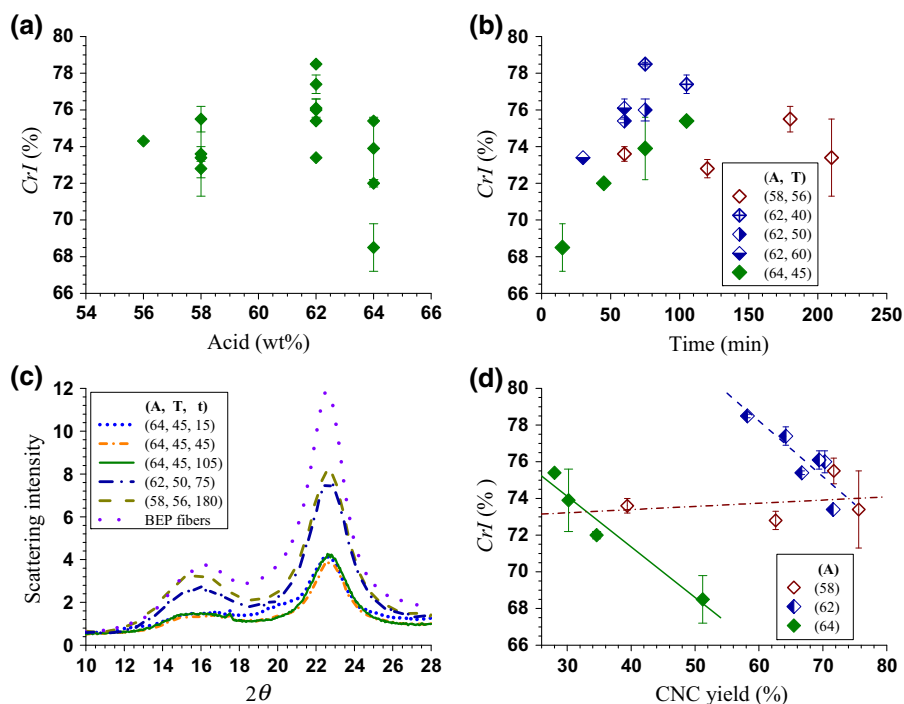 (a)
CrI (%)
80
78
76
74
72
70
68
66
54 56 58 60 62 64 66
Acid (wt%)
(b)
CrI (%)
80
78
76
74
72
70
68
66
(A, T)
(58, 56)
(62, 40)
(62, 50)
(62, 60)
(64, 45)
0 50 100 150 200 250
Time (min)
(c)
Scattering intensity
12
10
8
6
4
2
0
(A, T, t)
(64, 45, 15)
(64, 45, 45)
(64, 45, 105)
(62, 50, 75)
(58, 56, 180)
BEP fibers
10 12 14 16 18 20 22 24 26 28
2θ
(d)
CrI (%)
80
78
76
74
72
70
68
66
(A)
(58)
(62)
(64)
30 40 50 60 70 80
CNC yield (%)